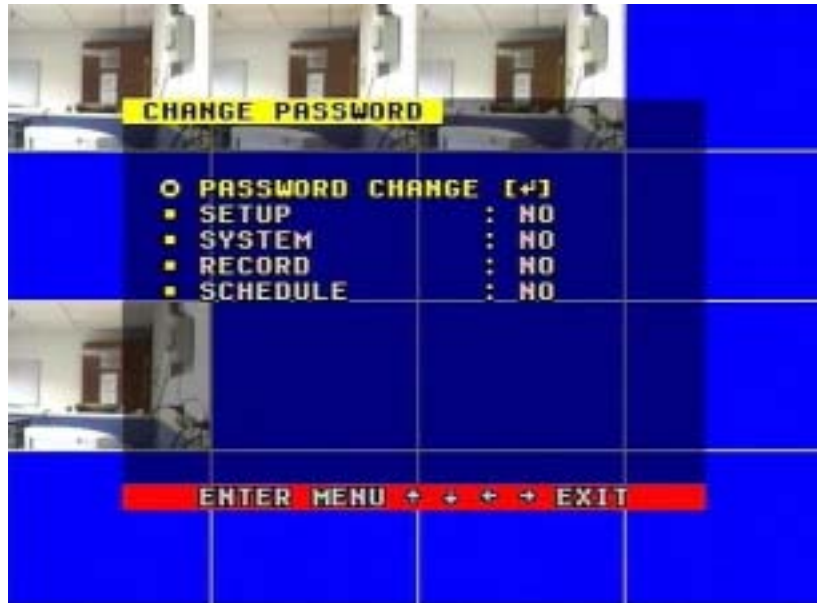 CHANGE PASSWORD
PASSWORD CHANGE [↵]
SETUP : NO
SYSTEM : NO
RECORD : NO
SCHEDULE : NO
ENTER MENU ↑ ↓ ← → EXIT